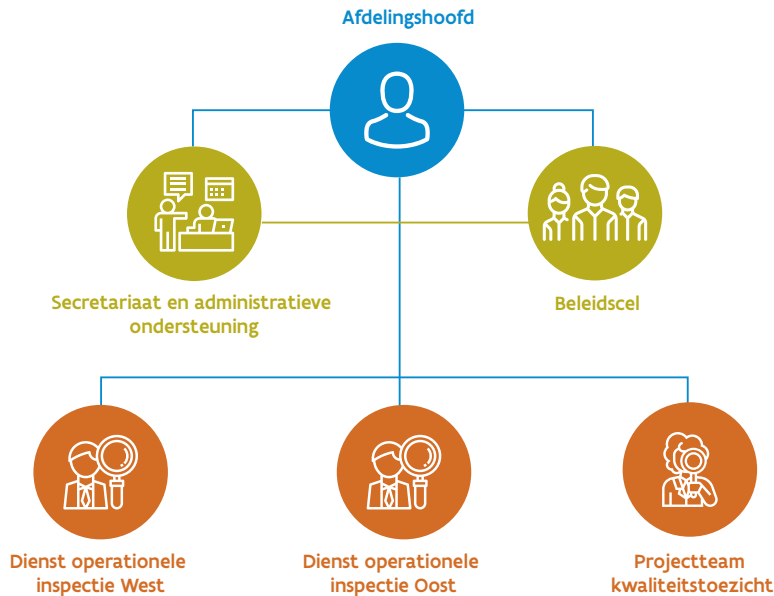 Afdelingshoofd
Secretariaat en administratieve
ondersteuning
Beleidscel
Dienst operationele
inspectie West
Dienst operationele
inspectie Oost
Projectteam
kwaliteitstoezicht